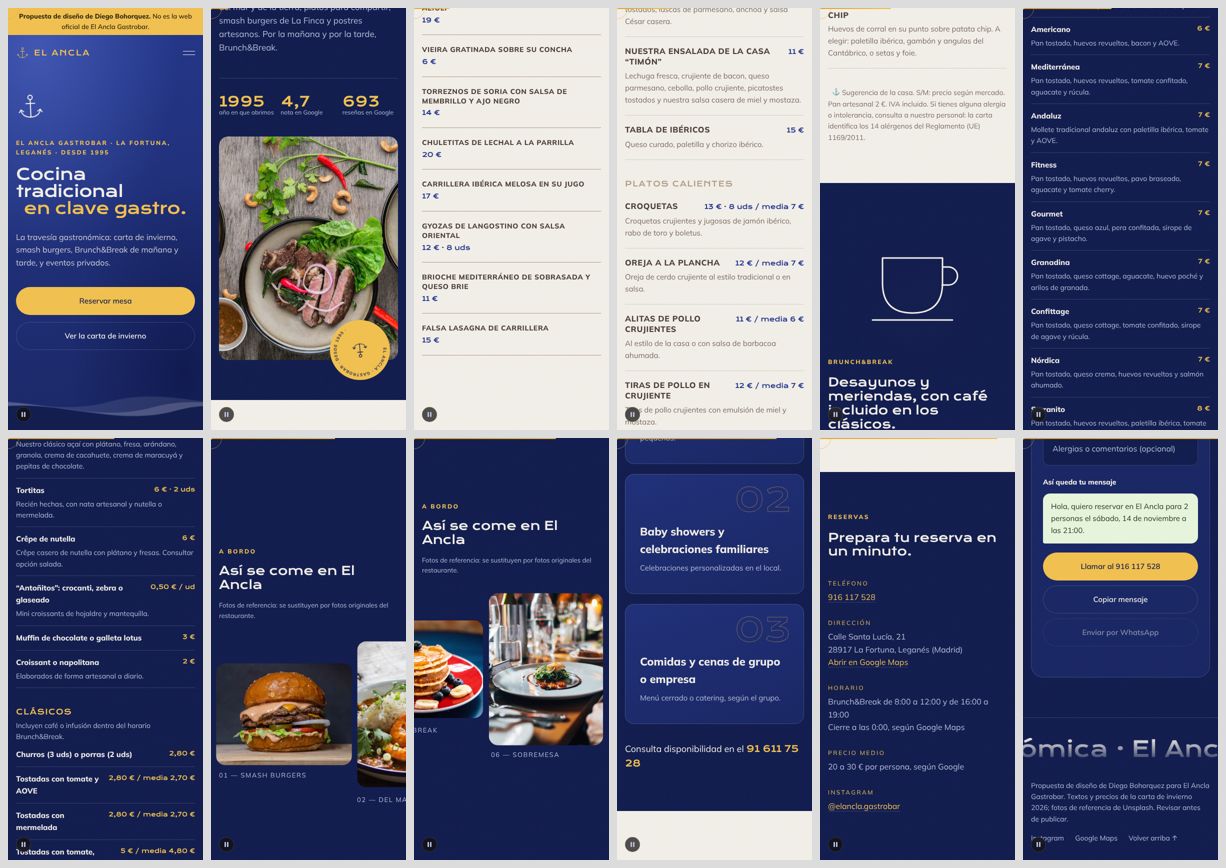 Propuesta de diseño de Diego Bohorquez. No es la web
oficial de El Ancla Gastrobar.
EL ANCLA
EL ANCLA GASTROBAR · LA FORTUNA,
LEGANÉS · DESDE 1995
Cocina
tradicional
en clave gastro.
La travesía gastronómica: carta de invierno,
smash burgers, Brunch&Break de mañana y
tarde, y eventos privados.
Reservar mesa
Ver la carta de invierno
smash burgers de La Finca y postres
artesanos. Por la mañana y por la tarde,
Brunch&Break.
1995 4,7 693
año en que abrimos nota en Google reseñas en Google
19 €
VIEIRA GRATINADA SOBRE SU CONCHA
6 €
TORREZNOS DE SORIA CON SALSA DE
MEMBRILLO Y AJO NEGRO
14 €
CHULETITAS DE LECHAL A LA PARRILLA
20 €
CARRILLERA IBÉRICA MELOSA EN SU JUGO
17 €
GYOZAS DE LANGOSTINO CON SALSA
ORIENTAL
12 € · 8 uds
BRIOCHE MEDITERRÁNEO DE SOBRASADA Y
QUESO BRIE
11 €
FALSA LASAGNA DE CARRILLERA
15 €
tostados, lascas de parmesano, anchoa y salsa
César casera.
NUESTRA ENSALADA DE LA CASA 11 €
“TIMÓN”
Lechuga fresca, crujiente de bacon, queso
parmesano, cebolla, pollo crujiente, picatostes
tostados y nuestra salsa casera de miel y mostaza.
TABLA DE IBÉRICOS 15 €
Queso curado, paletilla y chorizo ibérico.
PLATOS CALIENTES
CROQUETAS 13 € · 8 uds / media 7 €
Croquetas crujientes y jugosas de jamón ibérico,
rabo de toro y boletus.
OREJA A LA PLANCHA 12 € / media 7 €
Oreja de cerdo crujiente al estilo tradicional o en
salsa.
ALITAS DE POLLO 11 € / media 6 €
CRUJIENTES
Al estilo de la casa o con salsa de barbacoa
ahumada.
TIRAS DE POLLO EN 12 € / media 7 €
CRUJIENTE
de pollo crujientes con emulsión de miel y
mostaza.
CHIP
Huevos de corral en su punto sobre patata chip. A
elegir: paletilla ibérica, gambón y angulas del
Cantábrico, o setas y foie.
Sugerencia de la casa. S/M: precio según mercado.
Pan artesanal 2 €. IVA incluido. Si tienes alguna alergia
o intolerancia, consulta a nuestro personal: la carta
identifica los 14 alérgenos del Reglamento (UE)
1169/2011.
BRUNCH&BREAK
Desayunos y
meriendas, con café
incluido en los
clásicos.
Americano 6 €
Pan tostado, huevos revueltos, bacon y AOVE.
Mediterránea 7 €
Pan tostado, huevos revueltos, tomate confitado,
aguacate y rúcula.
Andaluz 7 €
Mollete tradicional andaluz con paletilla ibérica, tomate
y AOVE.
Fitness 7 €
Pan tostado, huevos revueltos, pavo braseado,
aguacate y tomate cherry.
Gourmet 7 €
Pan tostado, queso azul, pera confitada, sirope de
agave y pistacho.
Granadina 7 €
Pan tostado, queso cottage, aguacate, huevo poché y
arilos de granada.
Confittage 7 €
Pan tostado, queso cottage, tomate confitado, sirope
de agave y rúcula.
Nórdica 7 €
Pan tostado, queso crema, huevos revueltos y salmón
ahumado.
8 €
Pan tostado, huevos revueltos, paletilla ibérica, tomate
Nuestro clásico açaí con plátano, fresa, arándano,
granola, crema de cacahuete, crema de maracuyá y
pepitas de chocolate.
Tortitas 6 € · 2 uds
Recién hechas, con nata artesanal y nutella o
mermelada.
Crêpe de nutella 6 €
Crêpe casero de nutella con plátano y fresas. Consultar
opción salada.
“Antoñitos”: crocanti, zebra o 0,50 € / ud
glaseado
Mini croissants de hojaldre y mantequilla.
Muffin de chocolate o galleta lotus 3 €
Croissant o napolitana 2 €
Elaborados de forma artesanal a diario.
CLÁSICOS
Incluyen café o infusión dentro del horario
Brunch&Break.
Churros (3 uds) o porras (2 uds) 2,80 €
Tostadas con tomate y 2,80 € / media 2,70 €
AOVE
Tostadas con 2,80 € / media 2,70 €
mermelada
Tostadas con tomate, 5 € / media 4,80 €
A BORDO
Así se come en El
Ancla
Fotos de referencia: se sustituyen por fotos originales del
restaurante.
01 — SMASH BURGERS
02 — DEL MA
A BORDO
Así se come en El
Ancla
Fotos de referencia: se sustituyen por fotos originales del
restaurante.
BREAK
06 — SOBREMESA
02
Baby showers y
celebraciones familiares
Celebraciones personalizadas en el local.
03
Comidas y cenas de grupo
o empresa
Menú cerrado o catering, según el grupo.
Consulta disponibilidad en el 91 611 75
28
RESERVAS
Prepara tu reserva en
un minuto.
TELÉFONO
916 117 528
DIRECCIÓN
Calle Santa Lucía, 21
28917 La Fortuna, Leganés (Madrid)
Abrir en Google Maps
HORARIO
Brunch&Break de 8:00 a 12:00 y de 16:00 a
19:00
Cierre a las 0:00, según Google Maps
PRECIO MEDIO
20 a 30 € por persona, según Google
INSTAGRAM
@elancla.gastrobar
Alergias o comentarios (opcional)
Así queda tu mensaje
Hola, quiero reservar en El Ancla para 2
personas el sábado, 14 de noviembre a
las 21:00.
Llamar al 916 117 528
Copiar mensaje
Enviar por WhatsApp
ómica · El Anc
Propuesta de diseño de Diego Bohorquez para El Ancla
Gastrobar. Textos y precios de la carta de invierno
2026; fotos de referencia de Unsplash. Revisar antes
de publicar.
Instagram Google Maps Volver arriba ↑